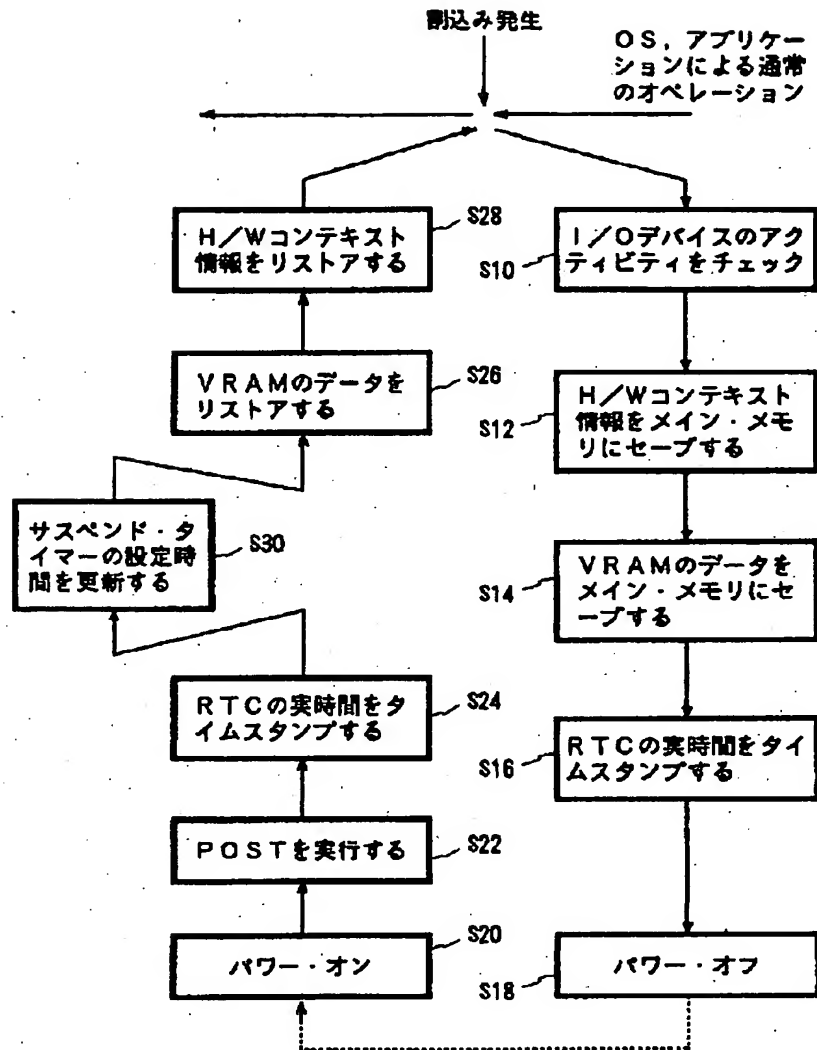 割込み発生
OS，アプリケー
ションによる通常
のオペレーション
H／Wコンテキスト
情報をリストアする
S28
S10
I／Oデバイスのアク
ティビティをチェック
VRAMのデータを
リストアする
S26
S12
H／Wコンテキスト
情報をメイン・メモ
リにセーブする
サスペンド・タ
イマーの設定時
間を更新する
S30
S14
VRAMのデータを
メイン・メモリにセ
ーブする
RTCの実時間をタ
イムスタンプする
S24
S16
RTCの実時間をタイ
ムスタンプする
POSTを実行する
S22
パワー・オン
S20
S18
パワー・オフ